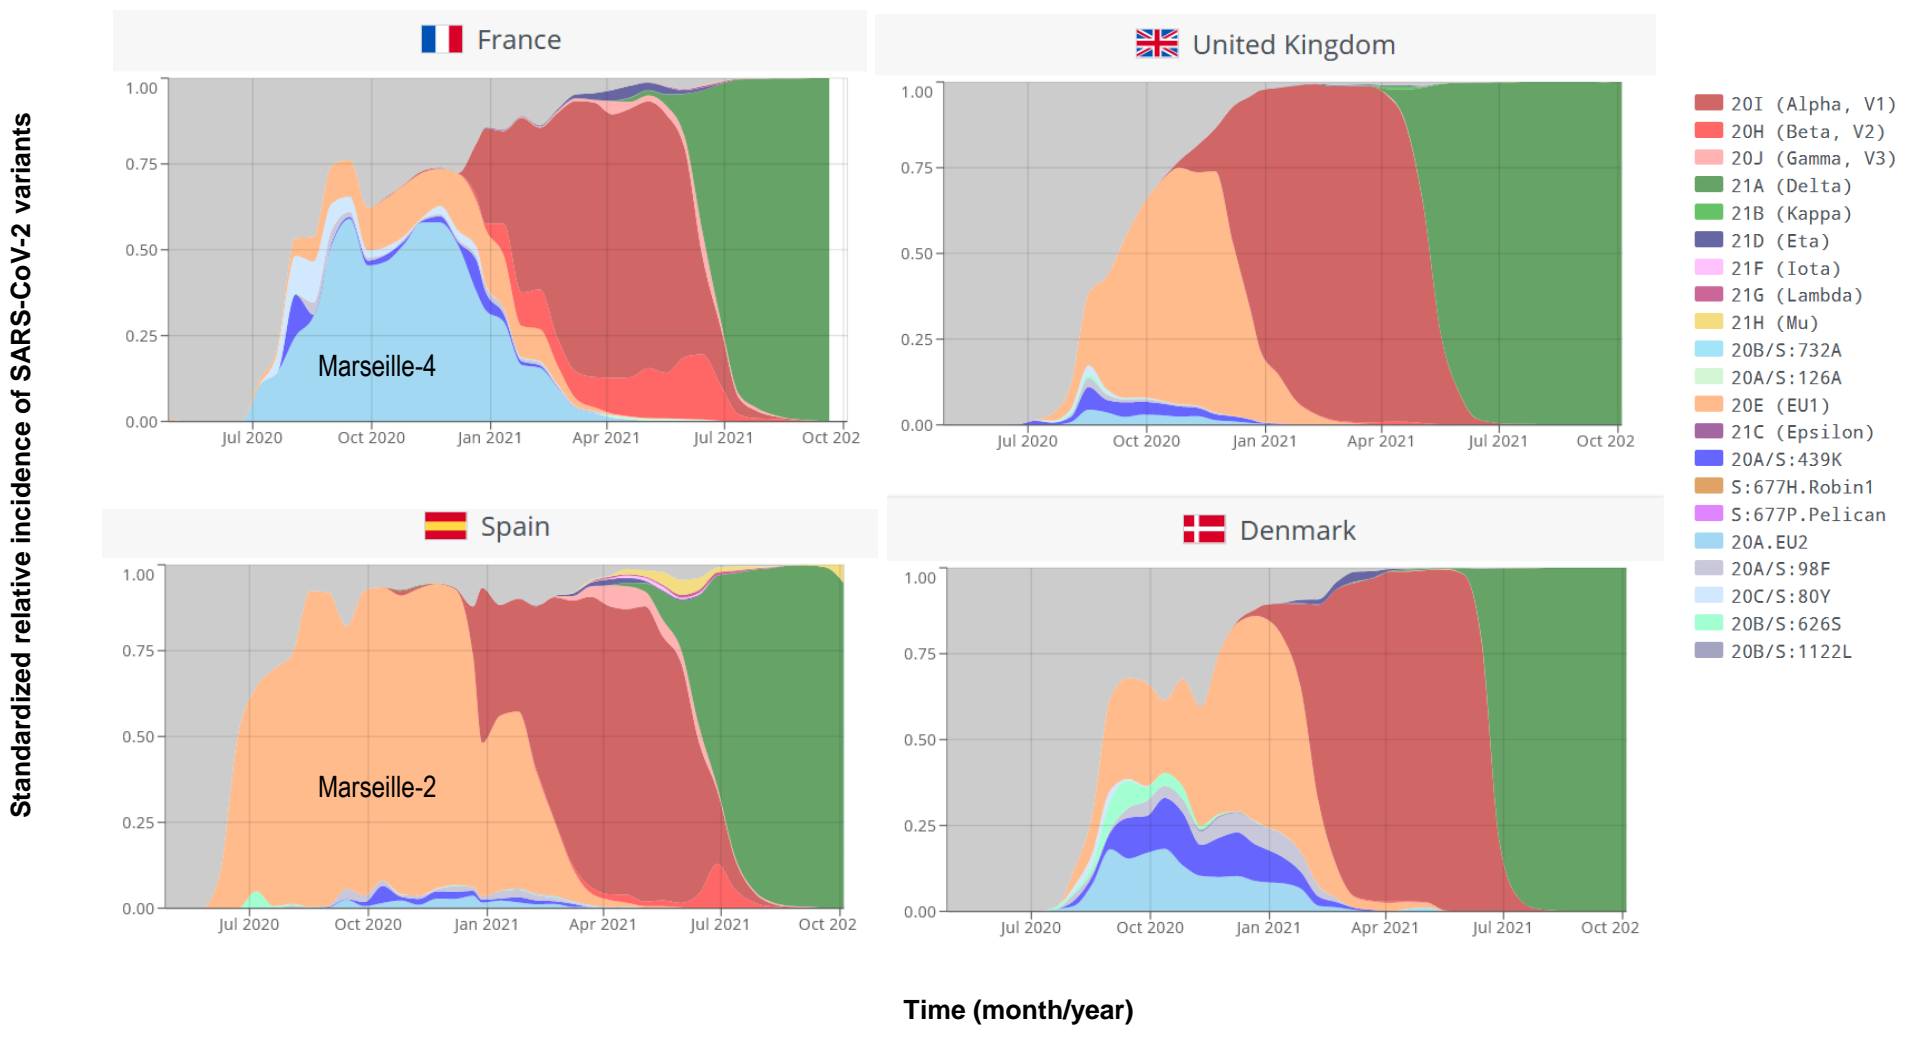 Standardized relative incidence of SARS-CoV-2 variants
France
1.00
0.75
0.50
0.25
0.00
Marseille-4
Jul 2020 Oct 2020 Jan 2021 Apr 2021 Jul 2021 Oct 202
United Kingdom
1.00
0.75
0.50
0.25
0.00
Jul 2020 Oct 2020 Jan 2021 Apr 2021 Jul 2021 Oct 202
Spain
1.00
0.75
0.50
0.25
0.00
Marseille-2
Jul 2020 Oct 2020 Jan 2021 Apr 2021 Jul 2021 Oct 202
Denmark
1.00
0.75
0.50
0.25
0.00
Jul 2020 Oct 2020 Jan 2021 Apr 2021 Jul 2021 Oct 202
20I (Alpha, V1)
20H (Beta, V2)
20J (Gamma, V3)
21A (Delta)
21B (Kappa)
21D (Eta)
21F (Iota)
21G (Lambda)
21H (Mu)
20B/S:732A
20A/S:126A
20E (EU1)
21C (Epsilon)
20A/S:439K
S:677H.Robin1
S:677P.Pelican
20A.EU2
20A/S:98F
20C/S:80Y
20B/S:626S
20B/S:1122L
Time (month/year)